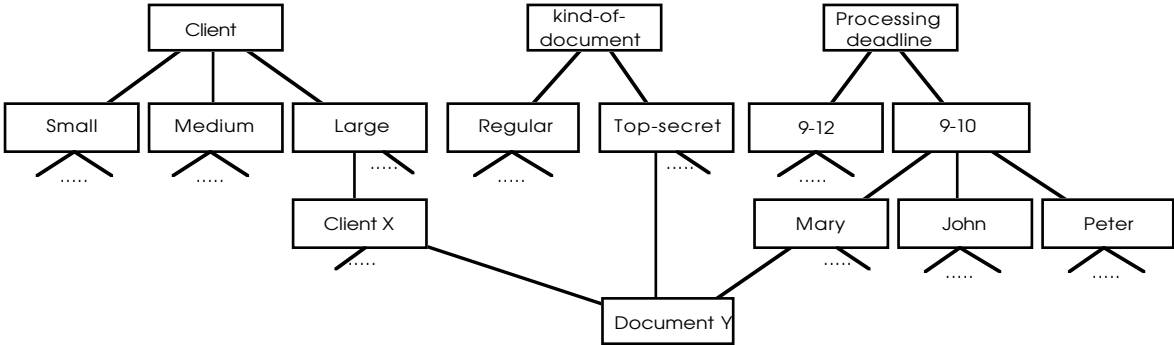 Client
kind-of-
document
Processing
deadline
Small
Medium
Large
Regular
Top-secret
9-12
9-10
.....
.....
.....
.....
.....
.....
Client X
Mary
John
Peter
.....
.....
.....
.....
Document Y